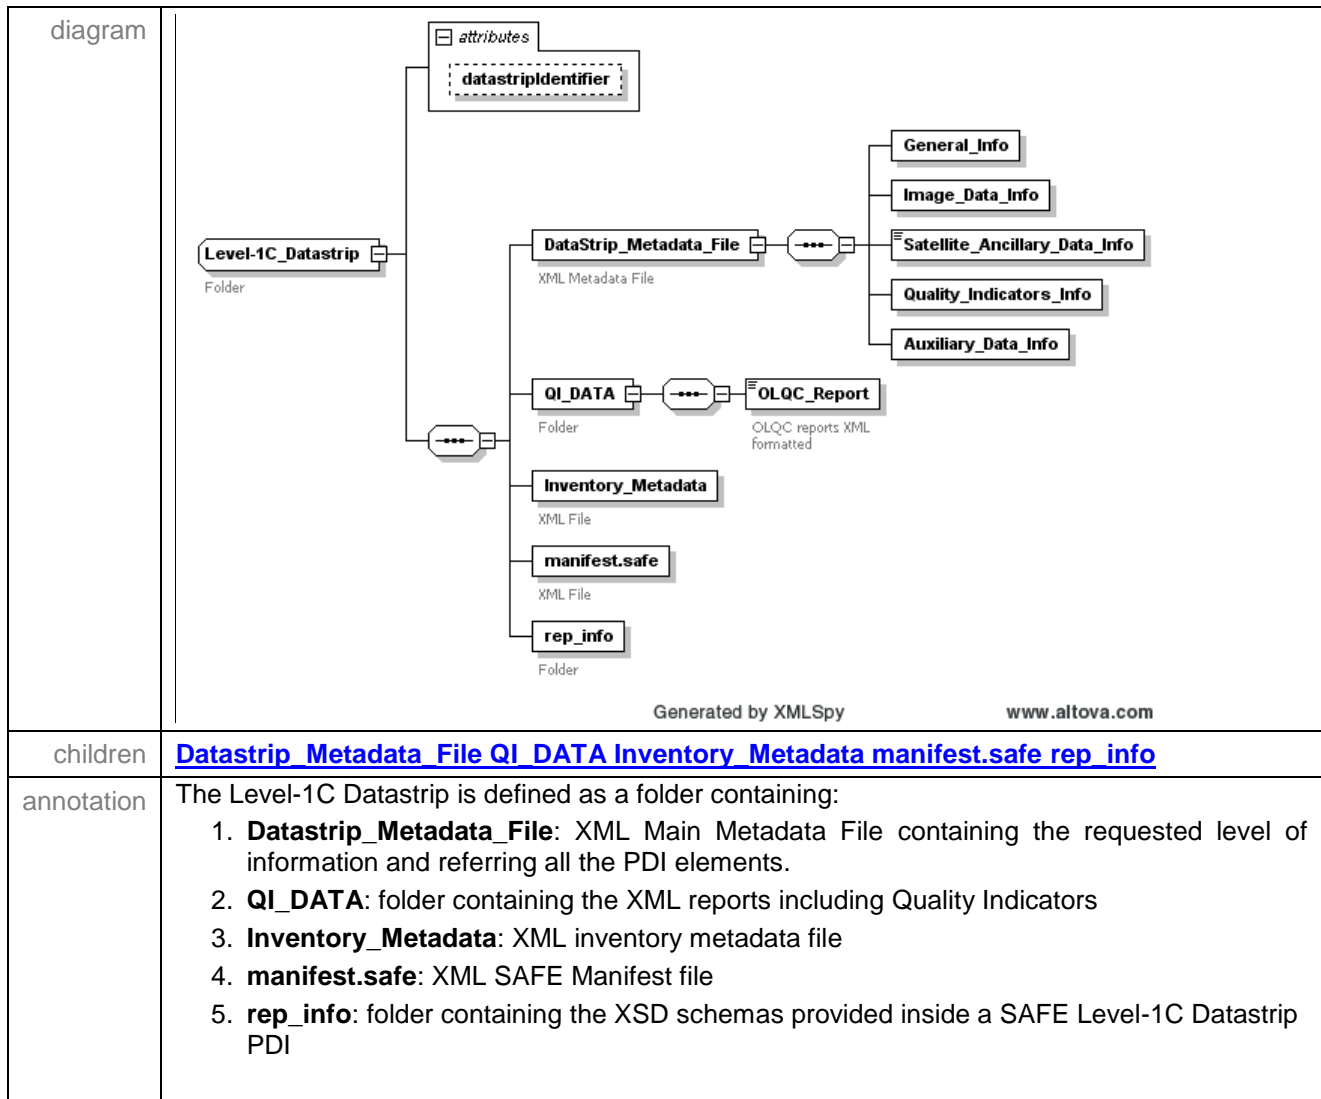 diagram
attributes
datastripIdentifier
General_Info
Image_Data_Info
Level-1C_Datastrip
Folder
DataStrip_Metadata_File
XML Metadata File
Satellite_Ancillary_Data_Info
Quality_Indicators_Info
Auxiliary_Data_Info
QI_DATA
Folder
OLQC_Report
OLQC reports XML
formatted
Inventory_Metadata
XML File
manifest.safe
XML File
rep_info
Folder
Generated by XMLSpy www.altova.com
children Datastrip_Metadata_File QI_DATA Inventory_Metadata manifest.safe rep_info
annotation The Level-1C Datastrip is defined as a folder containing:
1. Datastrip_Metadata_File: XML Main Metadata File containing the requested level of
information and referring all the PDI elements.
2. QI_DATA: folder containing the XML reports including Quality Indicators
3. Inventory_Metadata: XML inventory metadata file
4. manifest.safe: XML SAFE Manifest file
5. rep_info: folder containing the XSD schemas provided inside a SAFE Level-1C Datastrip
PDI